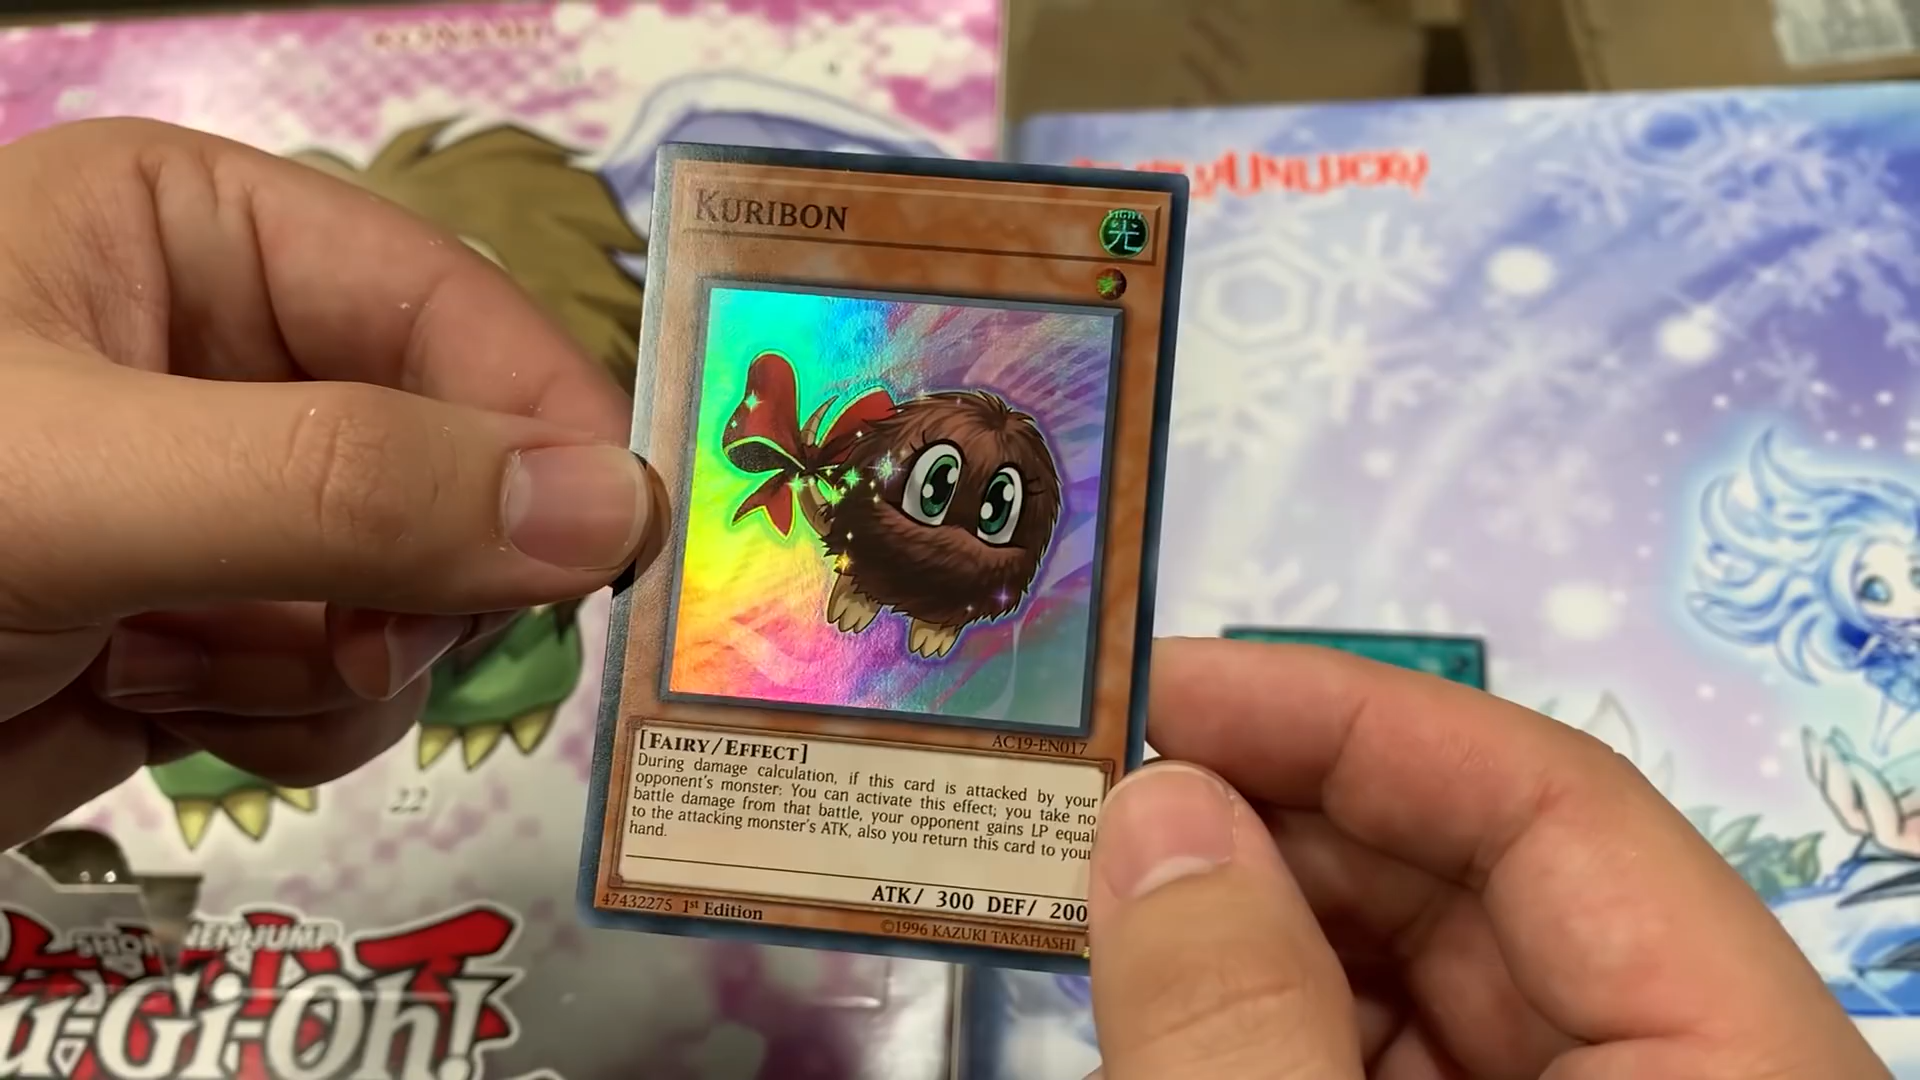 KONAMI
KURIBON
LIGHT
光
AC19-EN017
[FAIRY/EFFECT]
During damage calculation, if this card is attacked by your
opponent's monster: You can activate this effect; you take no
battle damage from that battle, your opponent gains LP equal
to the attacking monster's ATK, also you return this card to your
hand.
ATK/ 300 DEF/ 200
47432275 1st Edition
©1996 KAZUKI TAKAHASHI
22
u-Gi-Oh!